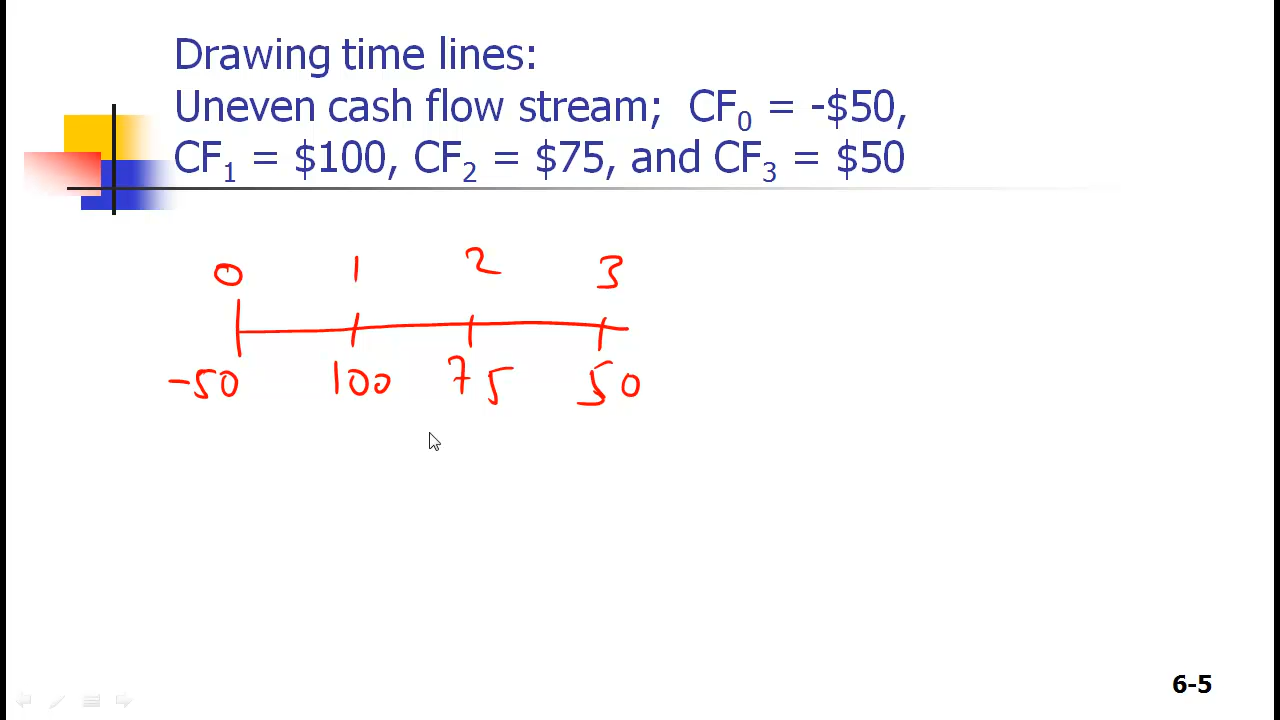 Drawing time lines:
Uneven cash flow stream; CF₀ = -$50,
CF₁ = $100, CF₂ = $75, and CF₃ = $50
0 1 2 3
-50 100 75 50
6-5